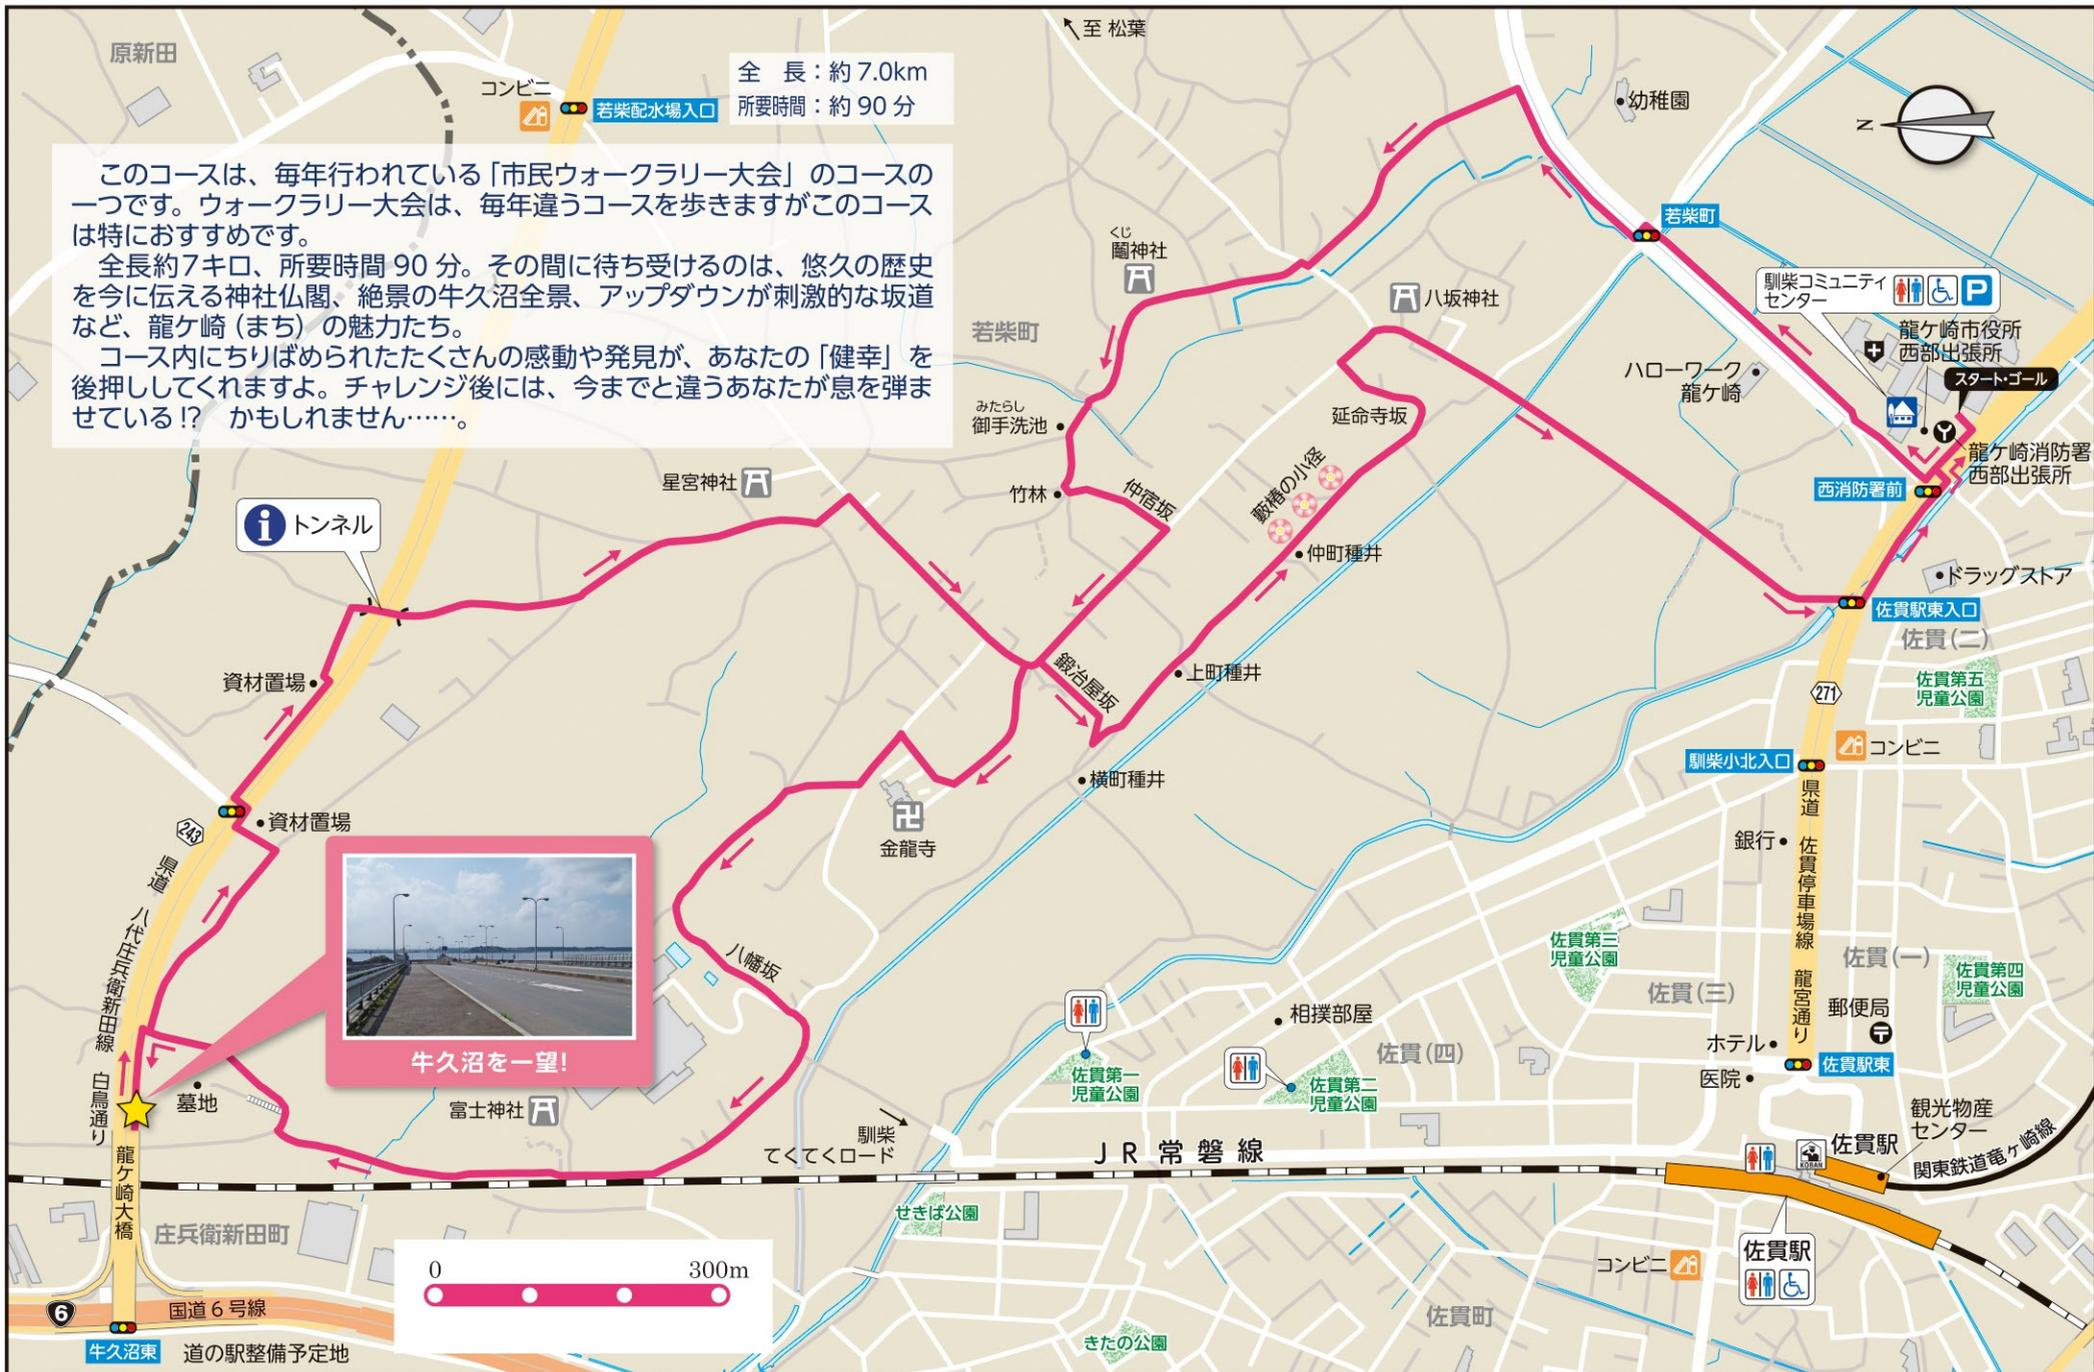 至 松葉
原新田
コンビニ
若柴配水場入口
全　長：約 7.0km
所要時間：約 90 分
幼稚園
N
　このコースは、毎年行われている「市民ウォークラリー大会」のコースの
一つです。ウォークラリー大会は、毎年違うコースを歩きますがこのコース
は特におすすめです。
　全長約７キロ、所要時間 90 分。その間に待ち受けるのは、悠久の歴史
を今に伝える神社仏閣、絶景の牛久沼全景、アップダウンが刺激的な坂道
など、龍ケ崎（まち）の魅力たち。
　コース内にちりばめられたたくさんの感動や発見が、あなたの「健幸」を
後押ししてくれますよ。チャレンジ後には、今までと違うあなたが息を弾ま
せている !?　かもしれません……。
若柴町
くじ
鬮神社
八坂神社
若柴町
馴柴コミュニティ
センター
P
龍ケ崎市役所
西部出張所
スタート・ゴール
ハローワーク
龍ケ崎
龍ケ崎消防署
西部出張所
西消防署前
みたらし
御手洗池
延命寺坂
星宮神社
竹林
仲宿坂
藪椿の小径
仲町種井
ドラッグストア
佐貫駅東入口
佐貫(二)
i トンネル
資材置場
鍛冶屋坂
上町種井
271
佐貫第五
児童公園
馴柴小北入口
コンビニ
横町種井
資材置場
243
県道 八代庄兵衛新田線 白鳥通り
金龍寺
銀行
県道 佐貫停車場線 龍宮通り
八幡坂
佐貫第三
児童公園
佐貫(一)
佐貫第四
児童公園
佐貫(三)
牛久沼を一望!
墓地
相撲部屋
佐貫(四)
郵便局
ホテル
佐貫駅東
医院
佐貫第一
児童公園
佐貫第二
児童公園
富士神社
馴柴
てくてくロード
JR 常磐線
観光物産
センター
KOBAN
佐貫駅
関東鉄道竜ヶ崎線
龍ケ崎大橋
庄兵衛新田町
せきば公園
佐貫駅
コンビニ
0
300m
6
国道６号線
佐貫町
きたの公園
牛久沼東
道の駅整備予定地